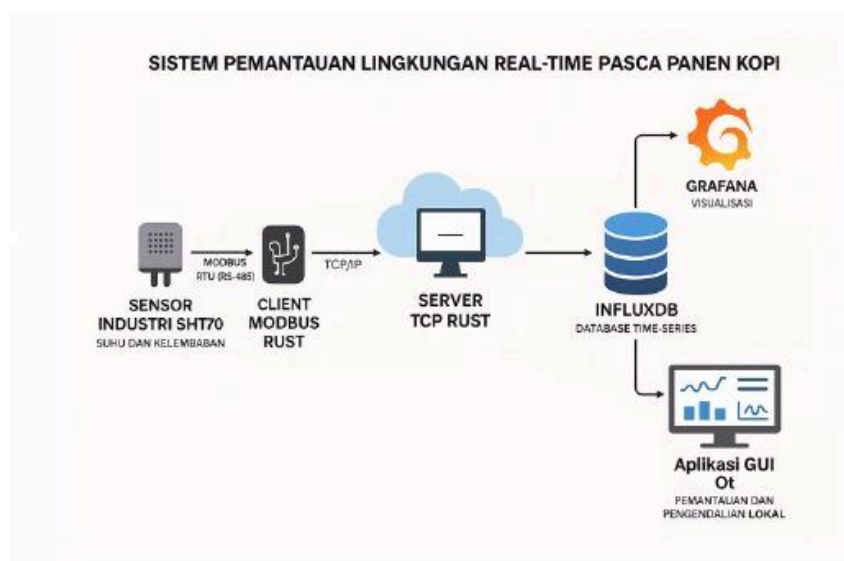 SISTEM PEMANTAUAN LINGKUNGAN REAL-TIME PASCA PANEN KOPI
SENSOR
INDUSTRI SHT70
SUHU DAN KELEMBABAN
MODBUS
RTU (RS-485)
CLIENT
MODBUS
RUST
TCP/IP
SERVER
TCP RUST
INFLUXDB
DATABASE TIME-SERIES
GRAFANA
VISUALISASI
Aplikasi GUI
Ot
PEMANTAUAN DAN
PENGENDALIAN LOKAL